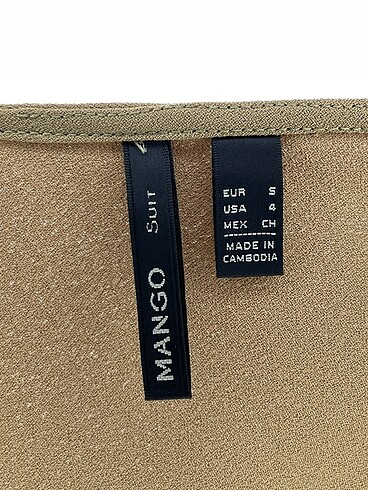 MANGO Suit
EUR S
USA 4
MEX CH
MADE IN
CAMBODIA